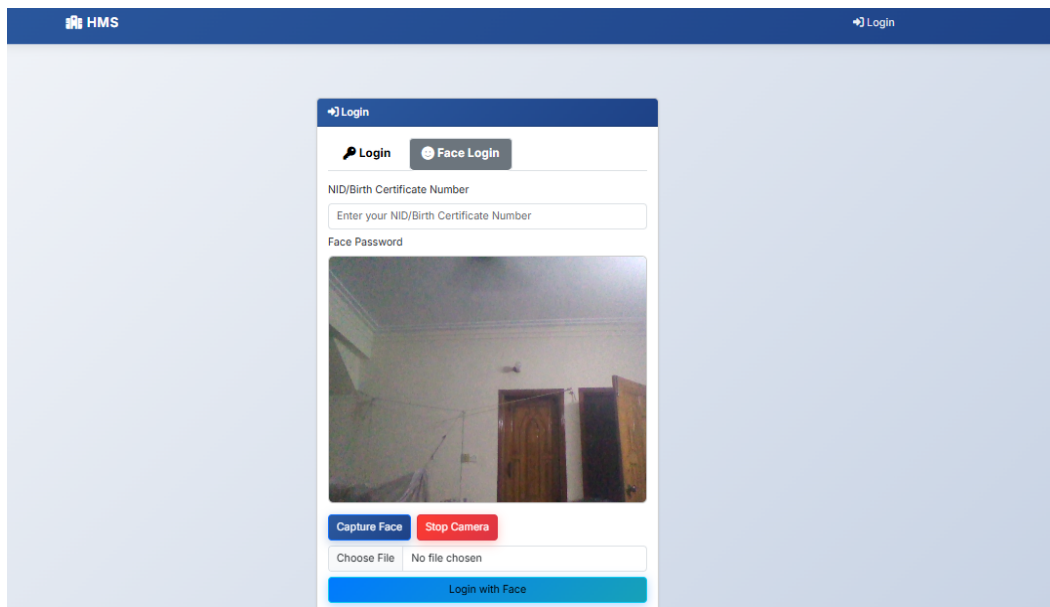 HMS
Login
Login
Login
Face Login
NID/Birth Certificate Number
Enter your NID/Birth Certificate Number
Face Password
Capture Face
Stop Camera
Choose File
No file chosen
Login with Face